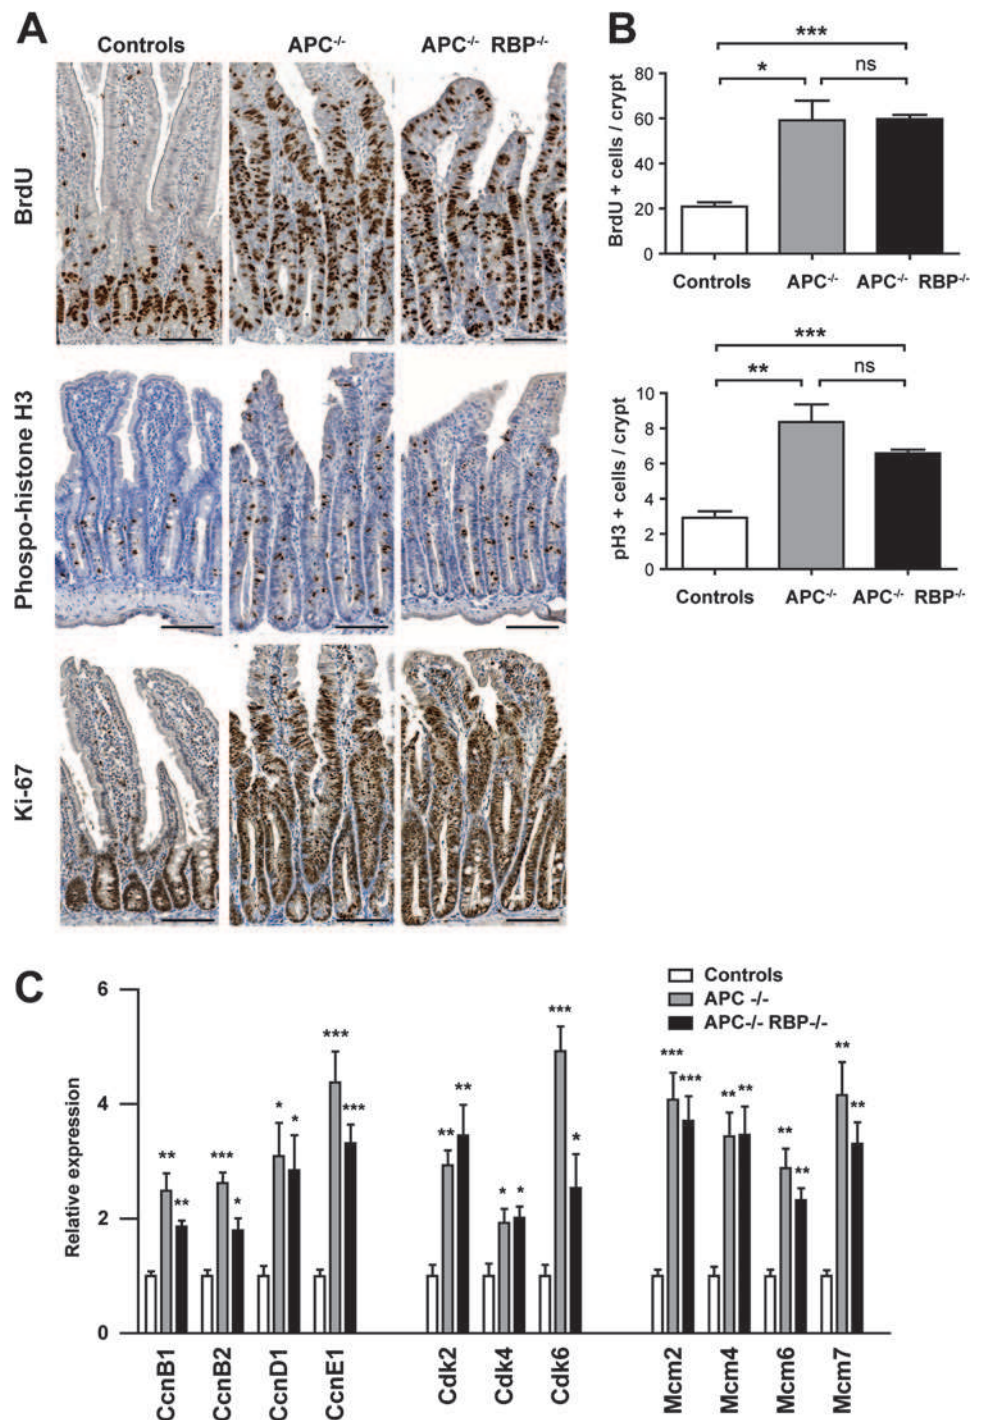 A
Controls APC-/- APC-/- RBP-/-
BrdU
Phospo-histone H3
Ki-67
B
***
* ns
BrdU + cells / crypt
80
60
40
20
0
Controls APC-/- APC-/- RBP-/-
***
** ns
pH3 + cells / crypt
10
8
6
4
2
0
Controls APC-/- APC-/- RBP-/-
C
Controls
APC -/-
APC-/- RBP-/-
Relative expression
6
4
2
0
** ** *** * * * *** *** ** ** * * *** * *** *** ** ** ** ** ** **
CcnB1 CcnB2 CcnD1 CcnE1 Cdk2 Cdk4 Cdk6 Mcm2 Mcm4 Mcm6 Mcm7